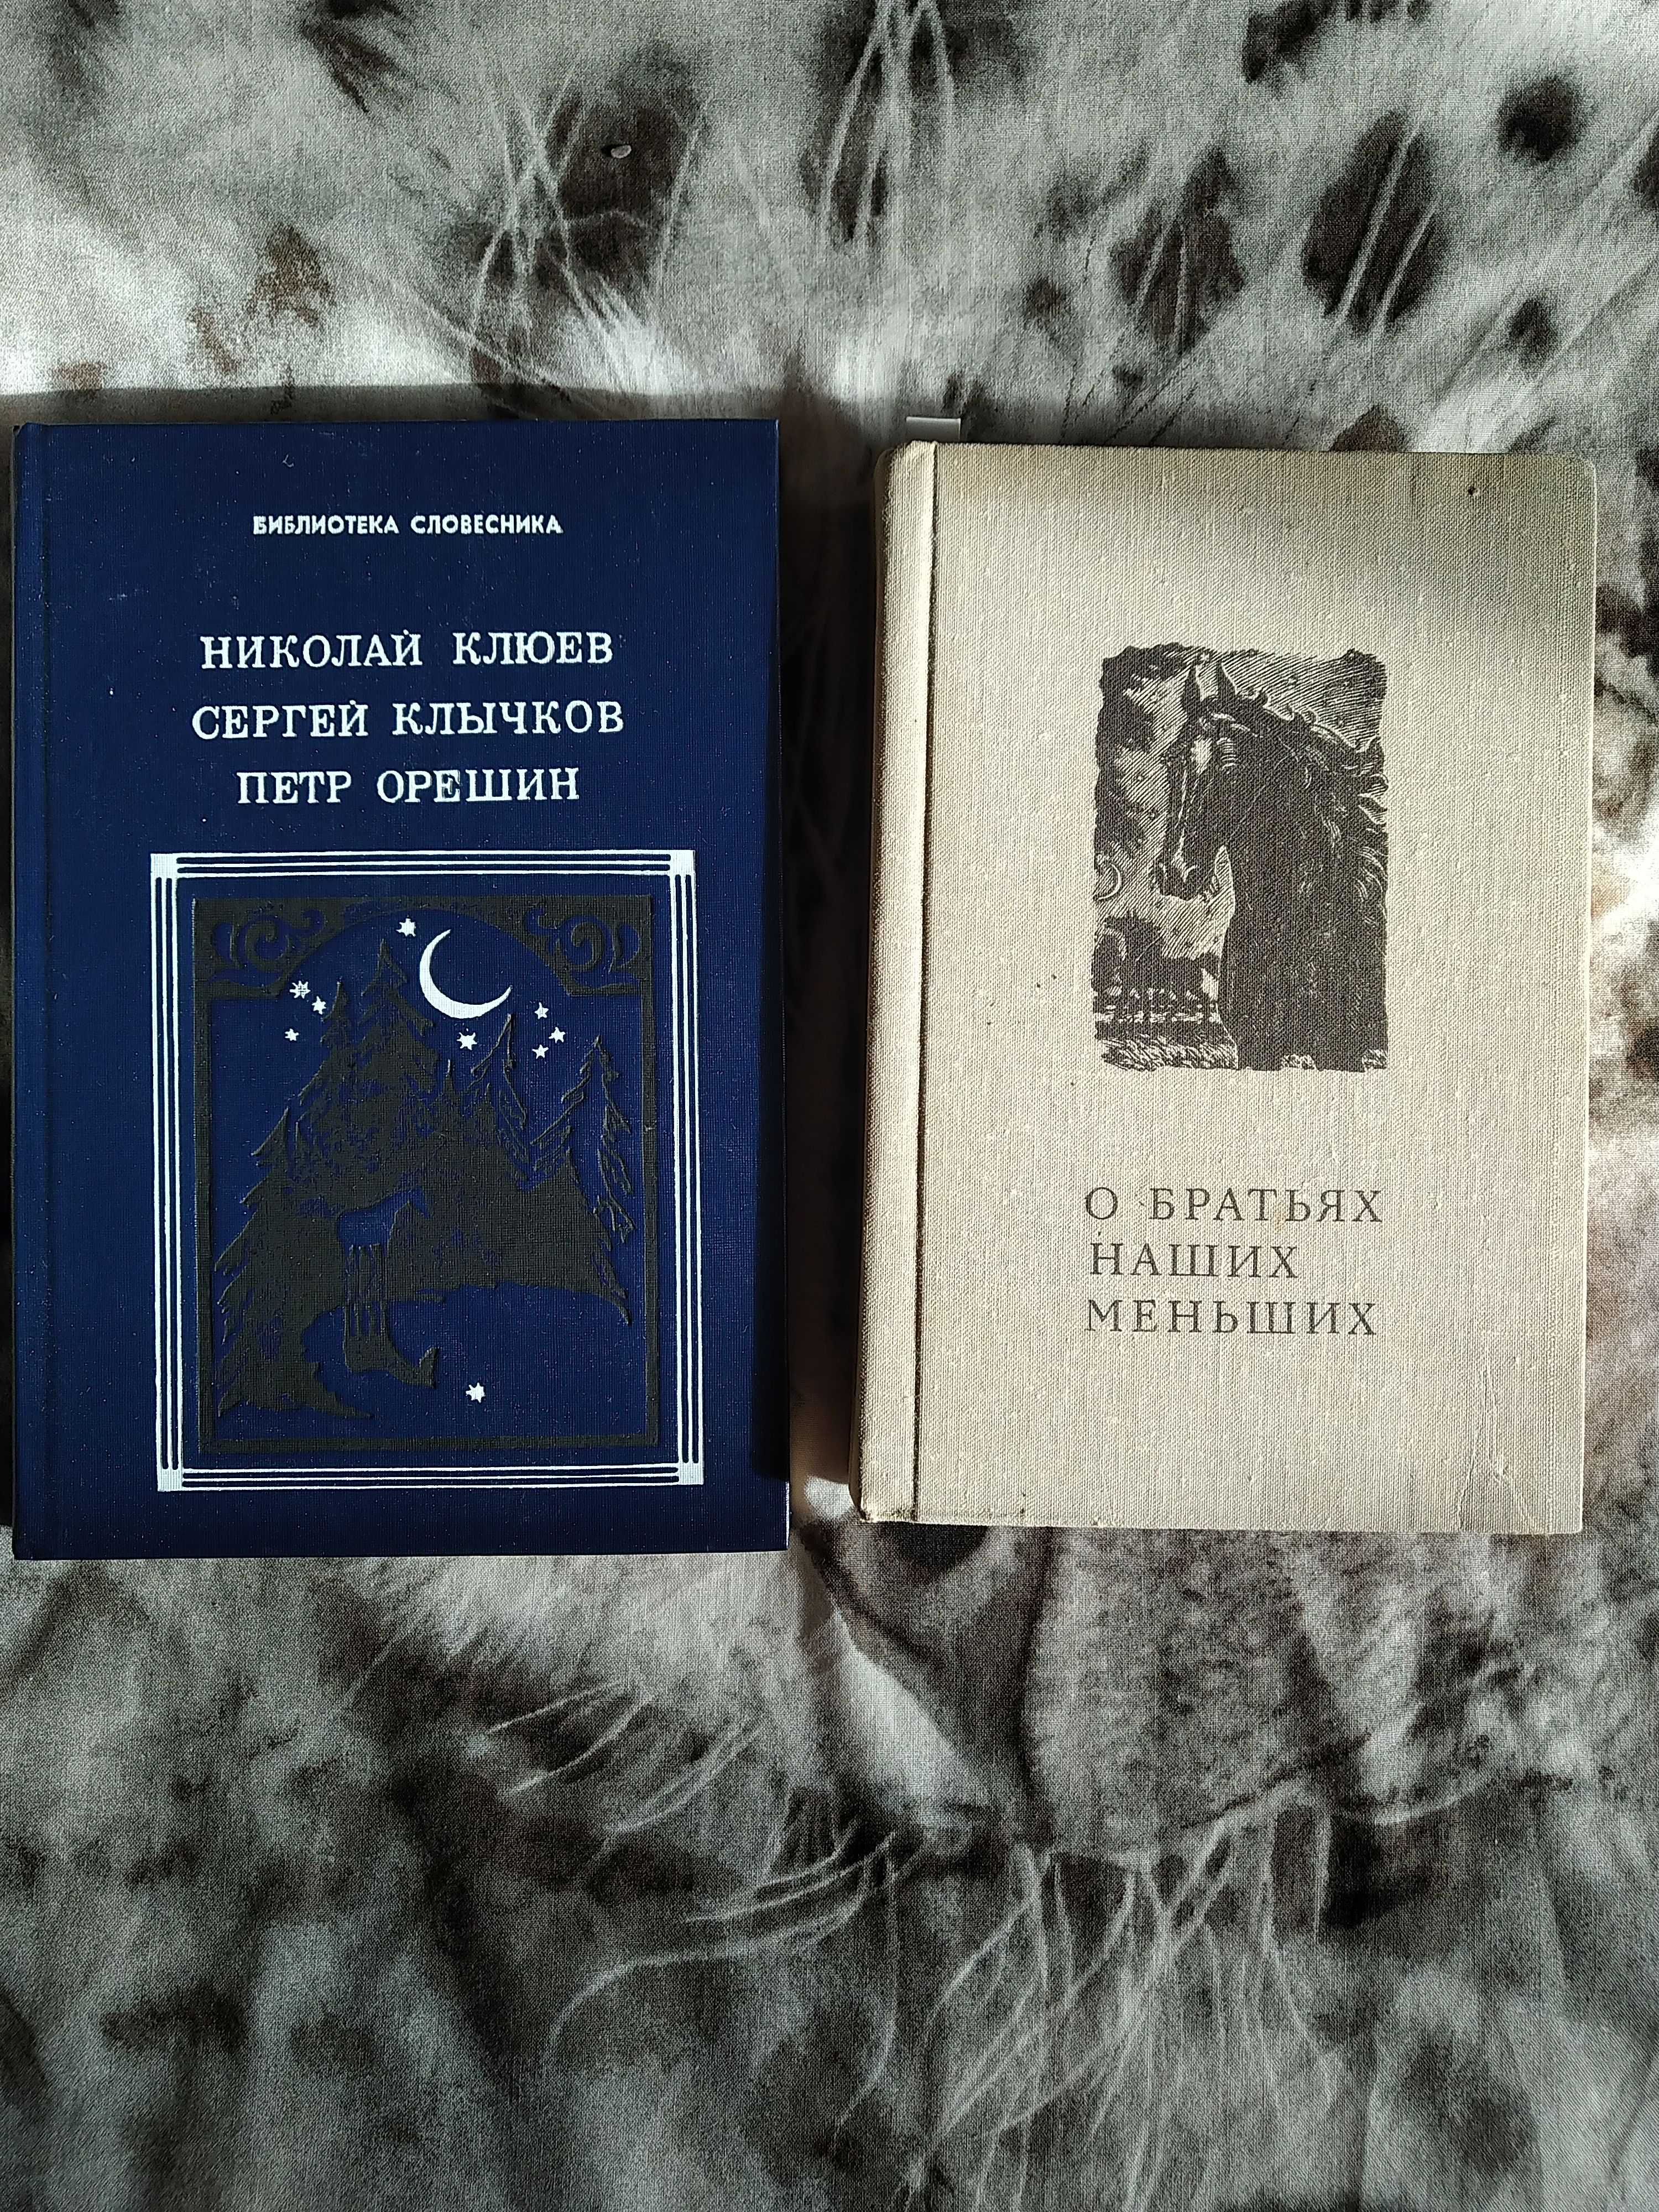 БИБЛИОТЕКА СЛОВЕСНИКА
НИКОЛАЙ КЛЮЕВ
СЕРГЕЙ КЛЫЧКОВ
ПЕТР ОРЕШИН
О БРАТЬЯХ
НАШИХ
МЕНЬШИХ